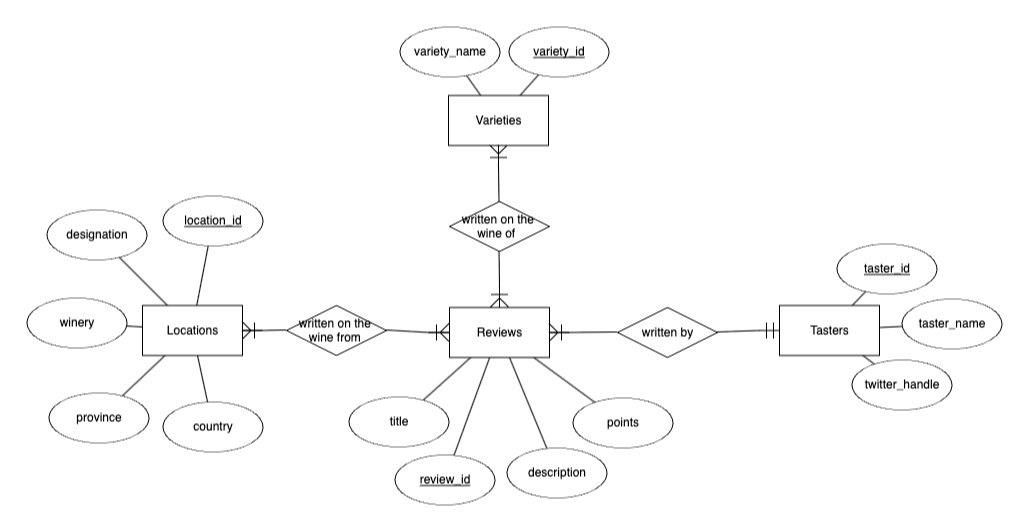 variety_name
variety_id
Varieties
written on the
wine of
location_id
designation
winery
Locations
province
country
written on the
wine from
Reviews
written by
Tasters
taster_id
taster_name
twitter_handle
title
points
review_id
description